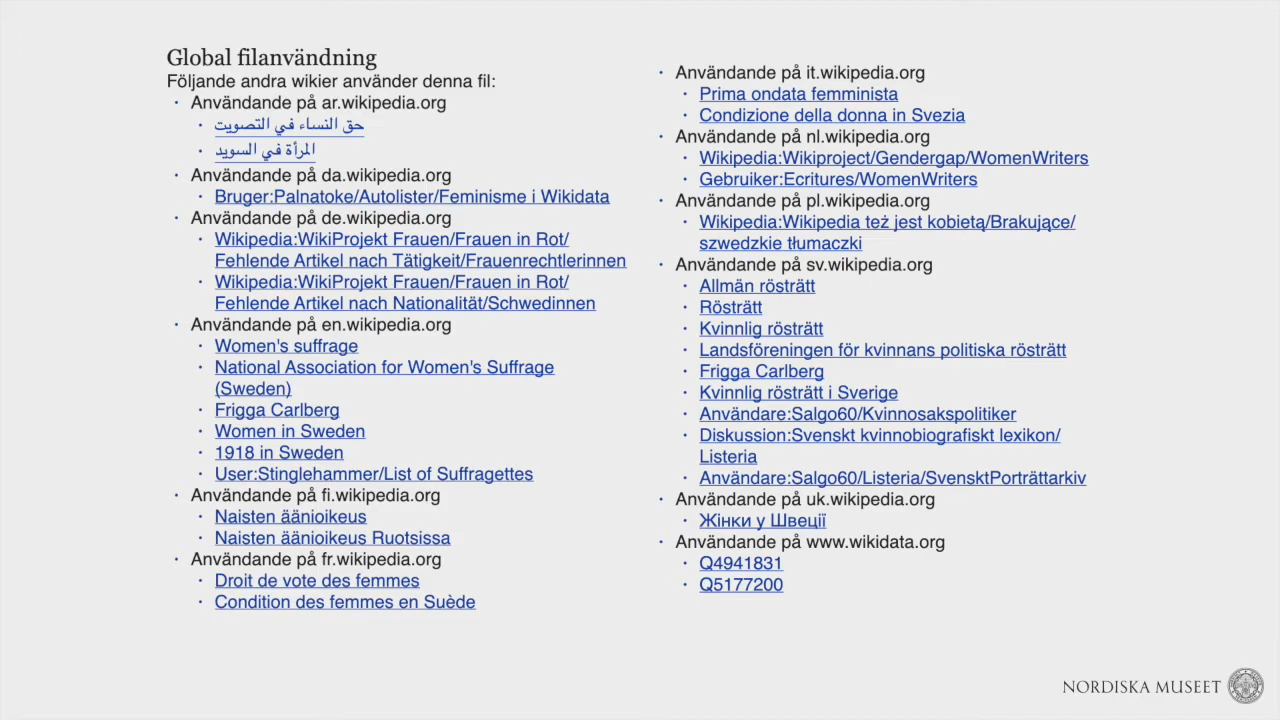 Global filanvändning
Följande andra wikier använder denna fil:
• Användande på ar.wikipedia.org
• حق النساء في التصويت
• المرأة في السويد
• Användande på da.wikipedia.org
• Bruger:Palnatoke/Autolister/Feminisme i Wikidata
• Användande på de.wikipedia.org
• Wikipedia:WikiProjekt Frauen/Frauen in Rot/
Fehlende Artikel nach Tätigkeit/Frauenrechtlerinnen
• Wikipedia:WikiProjekt Frauen/Frauen in Rot/
Fehlende Artikel nach Nationalität/Schwedinnen
• Användande på en.wikipedia.org
• Women's suffrage
• National Association for Women's Suffrage
(Sweden)
• Frigga Carlberg
• Women in Sweden
• 1918 in Sweden
• User:Stinglehammer/List of Suffragettes
• Användande på fi.wikipedia.org
• Naisten äänioikeus
• Naisten äänioikeus Ruotsissa
• Användande på fr.wikipedia.org
• Droit de vote des femmes
• Condition des femmes en Suède
• Användande på it.wikipedia.org
• Prima ondata femminista
• Condizione della donna in Svezia
• Användande på nl.wikipedia.org
• Wikipedia:Wikiproject/Gendergap/WomenWriters
• Gebruiker:Ecritures/WomenWriters
• Användande på pl.wikipedia.org
• Wikipedia:Wikipedia też jest kobietą/Brakujące/
szwedzkie tłumaczki
• Användande på sv.wikipedia.org
• Allmän rösträtt
• Rösträtt
• Kvinnlig rösträtt
• Landsföreningen för kvinnans politiska rösträtt
• Frigga Carlberg
• Kvinnlig rösträtt i Sverige
• Användare:Salgo60/Kvinnosakspolitiker
• Diskussion:Svenskt kvinnobiografiskt lexikon/
Listeria
• Användare:Salgo60/Listeria/SvensktPorträttarkiv
• Användande på uk.wikipedia.org
• Жінки у Швеції
• Användande på www.wikidata.org
• Q4941831
• Q5177200
NORDISKA MUSEET